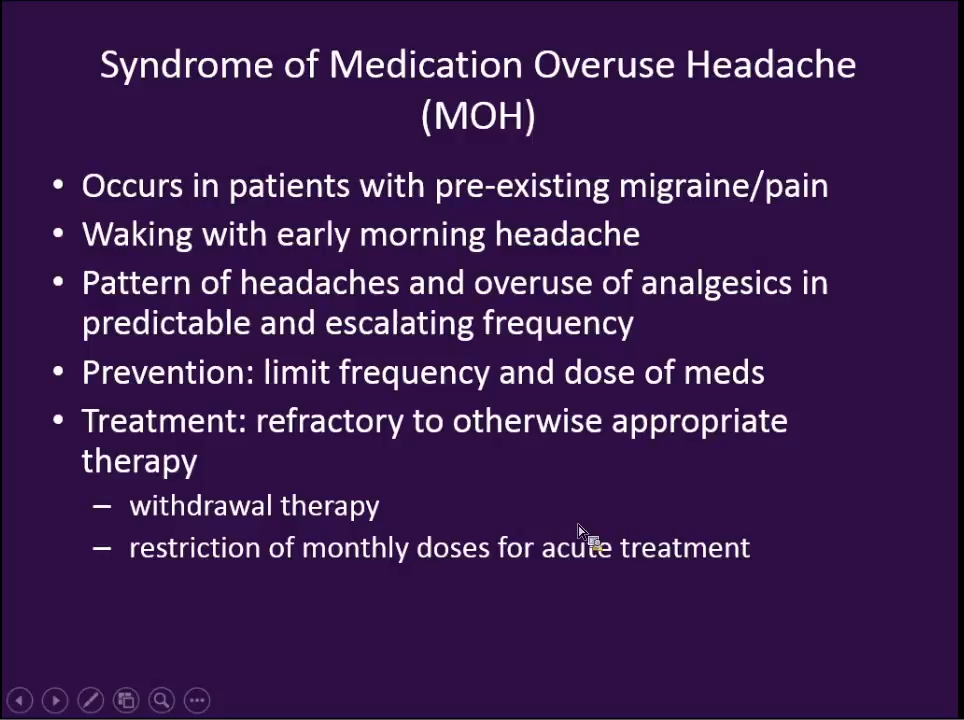 Syndrome of Medication Overuse Headache
(MOH)
• Occurs in patients with pre-existing migraine/pain
• Waking with early morning headache
• Pattern of headaches and overuse of analgesics in
predictable and escalating frequency
• Prevention: limit frequency and dose of meds
• Treatment: refractory to otherwise appropriate
therapy
– withdrawal therapy
– restriction of monthly doses for acute treatment